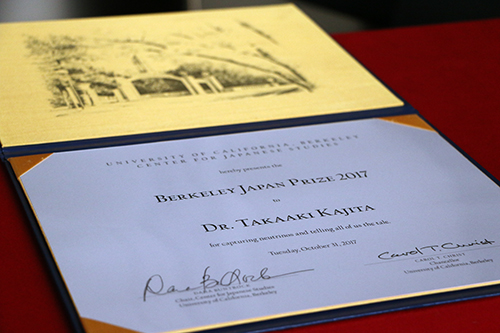 UNIVERSITY OF CALIFORNIA, BERKELEY
CENTER FOR JAPANESE STUDIES
hereby presents the
BERKELEY JAPAN PRIZE 2017
to
DR. TAKAAKI KAJITA
for capturing neutrinos and telling all of us the tale.
Tuesday, October 31, 2017
Carol T. Christ
CAROL T. CHRIST
Chancellor
University of California, Berkeley
Chair, Center for Japanese Studies
University of California, Berkeley